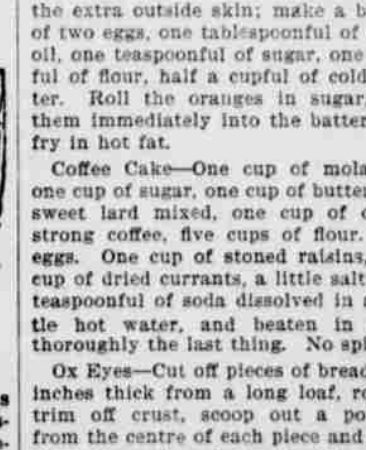 the extra outside skin; make a b
of two eggs, one tablespoonful of
oil, one teaspoonful of sugar, one
ful of flour, half a cupful of cold
ter. Roll the oranges in sugar,
them immediately into the batter
fry in hot fat.
Coffee Cake—One cup of mola
one cup of sugar, one cup of butter
sweet lard mixed, one cup of c
strong coffee, five cups of flour.
eggs. One cup of stoned raisins,
cup of dried currants, a little salt
teaspoonful of soda dissolved in a
tle hot water, and beaten in
thoroughly the last thing. No spi
Ox Eyes—Cut off pieces of bread
inches thick from a long loaf, ro
trim off crust, scoop out a po
from the centre of each piece and